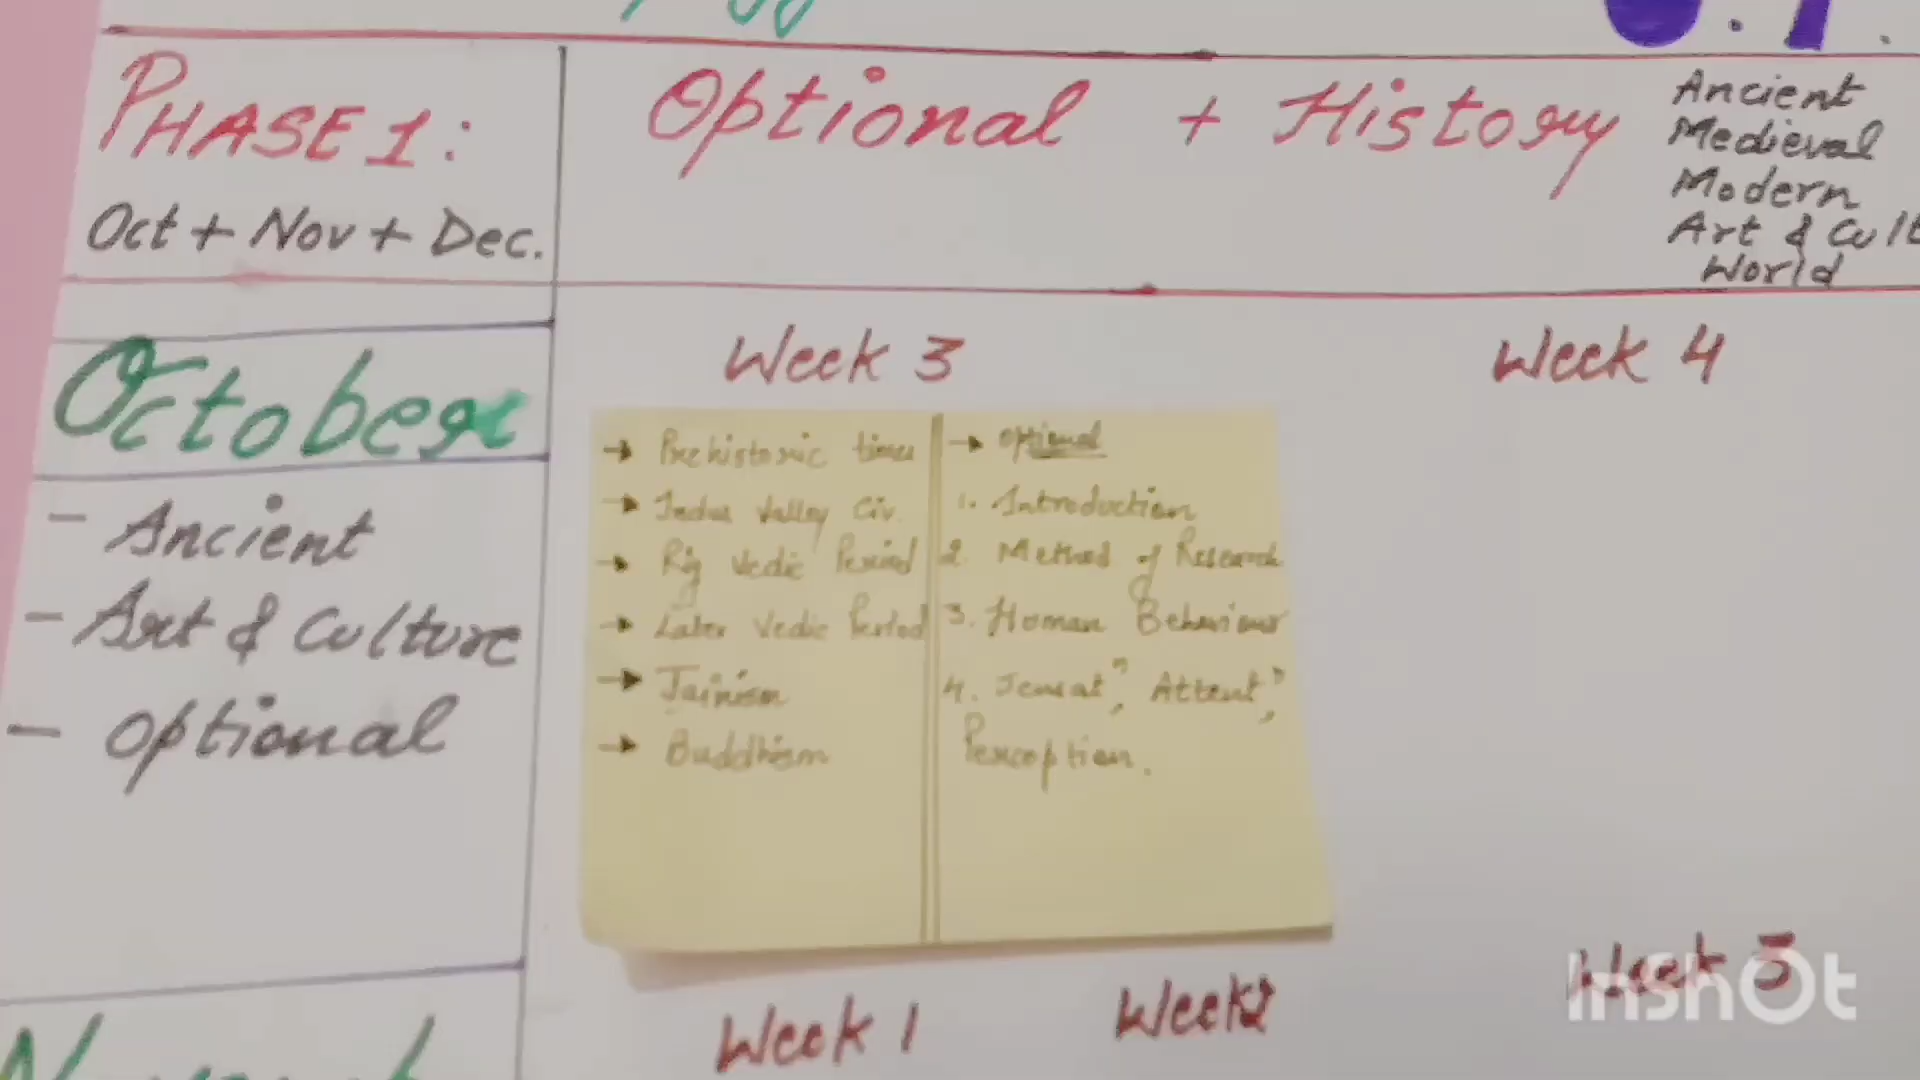 PHASE 1:
Oct + Nov + Dec.
Optional + History
Ancient
Medieval
Modern
Art & Cult
World
October
- Ancient
- Art & Culture
- Optional
Week 3
→ Prehistoric times
→ Indus Valley Civ.
→ Rig Vedic Period
→ Later Vedic Period
→ Jainism
→ Buddhism
→ Optional
1. Introduction
2. Method of Research
3. Human Behaviour
4. Sensat", Attent",
Perception.
Week 4
Week 1
Week 2
Week 3
InShOt